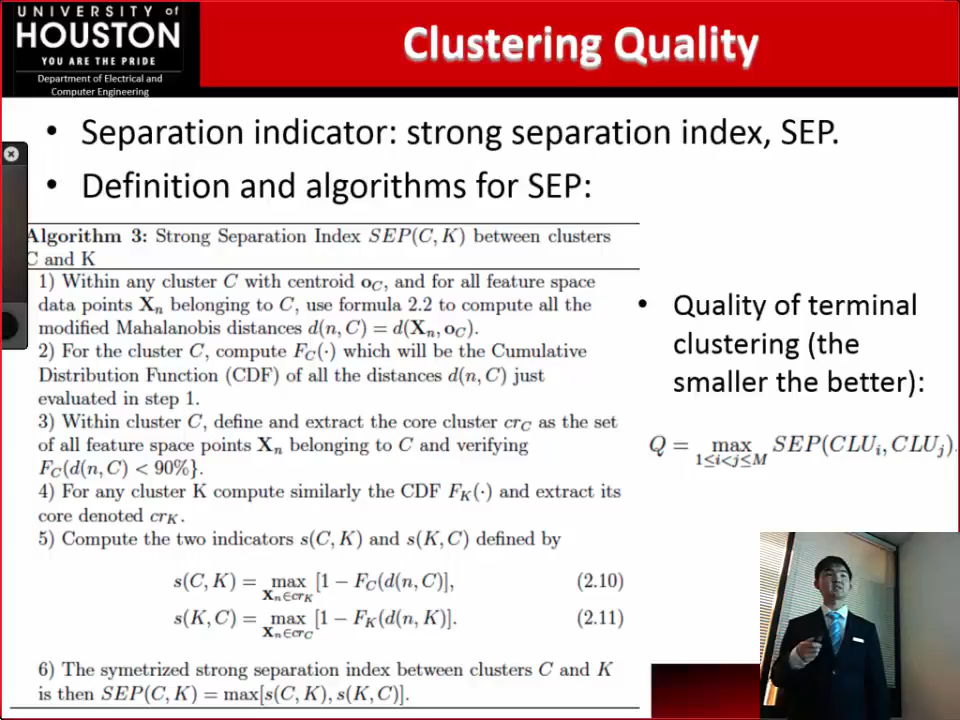 UNIVERSITY of
HOUSTON
YOU ARE THE PRIDE
Department of Electrical and
Computer Engineering
Clustering Quality
• Separation indicator: strong separation index, SEP.
• Definition and algorithms for SEP:
Algorithm 3: Strong Separation Index SEP(C, K) between clusters
C and K
1) Within any cluster C with centroid o_C, and for all feature space
data points X_n belonging to C, use formula 2.2 to compute all the
modified Mahalanobis distances d(n, C) = d(X_n, o_C).
2) For the cluster C, compute F_C(·) which will be the Cumulative
Distribution Function (CDF) of all the distances d(n, C) just
evaluated in step 1.
3) Within cluster C, define and extract the core cluster cr_C as the set
of all feature space points X_n belonging to C and verifying
F_C(d(n, C) < 90%}.
4) For any cluster K compute similarly the CDF F_K(·) and extract its
core denoted cr_K.
5) Compute the two indicators s(C, K) and s(K, C) defined by
s(C, K) = max_{X_n∈cr_K} [1 − F_C(d(n, C)], (2.10)
s(K, C) = max_{X_n∈cr_C} [1 − F_K(d(n, K)]. (2.11)
6) The symetrized strong separation index between clusters C and K
is then SEP(C, K) = max[s(C, K), s(K, C)].
• Quality of terminal
clustering (the
smaller the better):
Q = max_{1≤i<j≤M} SEP(CLU_i, CLU_j).